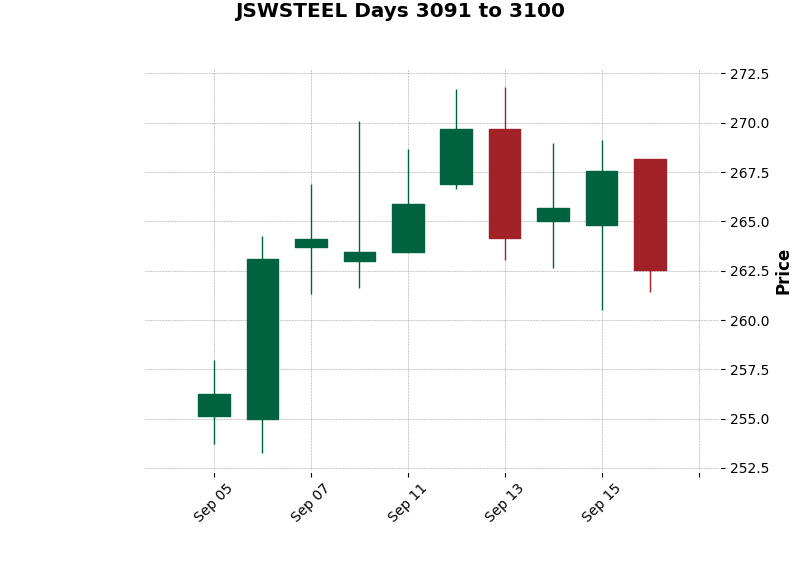 JSWSTEEL Days 3091 to 3100
272.5
270.0
267.5
265.0
262.5
260.0
257.5
255.0
252.5
Price
Sep 05
Sep 07
Sep 11
Sep 13
Sep 15